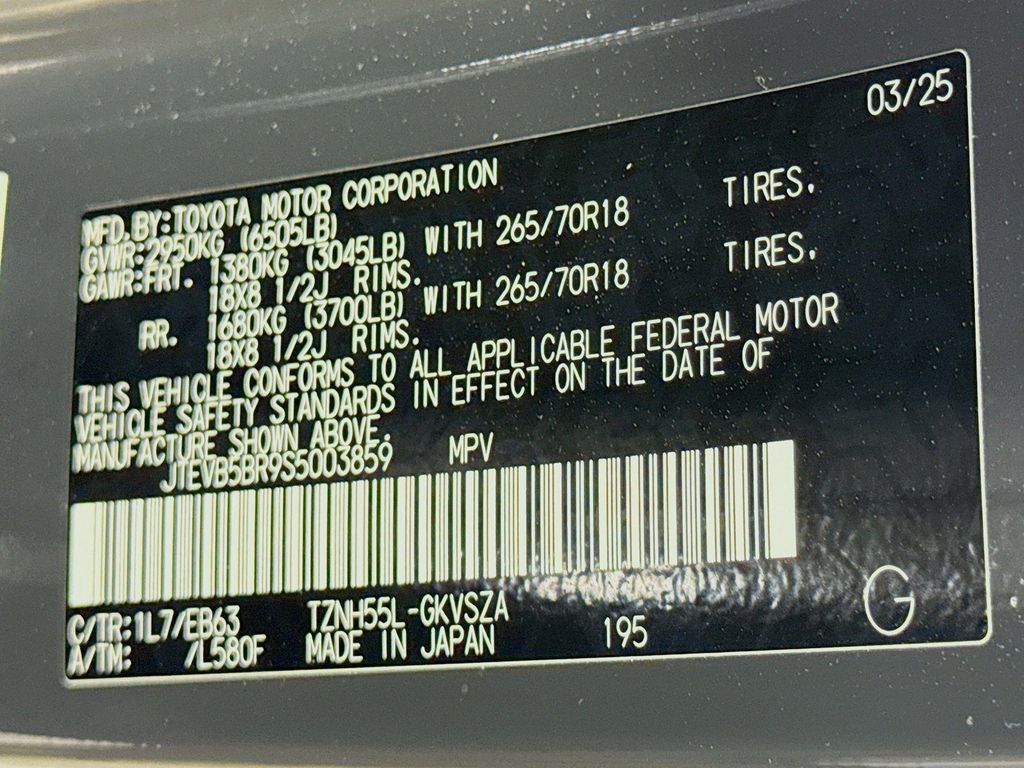 03/25
MFD.BY:TOYOTA MOTOR CORPORATION
GVWR:2950KG (6505LB)
GAWR:FRT. 1380KG (3045LB) WITH 265/70R18 TIRES.
18X8 1/2J RIMS.
RR. 1680KG (3700LB) WITH 265/70R18 TIRES.
18X8 1/2J RIMS.
THIS VEHICLE CONFORMS TO ALL APPLICABLE FEDERAL MOTOR
VEHICLE SAFETY STANDARDS IN EFFECT ON THE DATE OF
MANUFACTURE SHOWN ABOVE.
JTEVB5BR9S5003859 MPV
C/TR:1L7/EB63 TZNH55L-GKVSZA
A/TM: /L580F MADE IN JAPAN 195
G